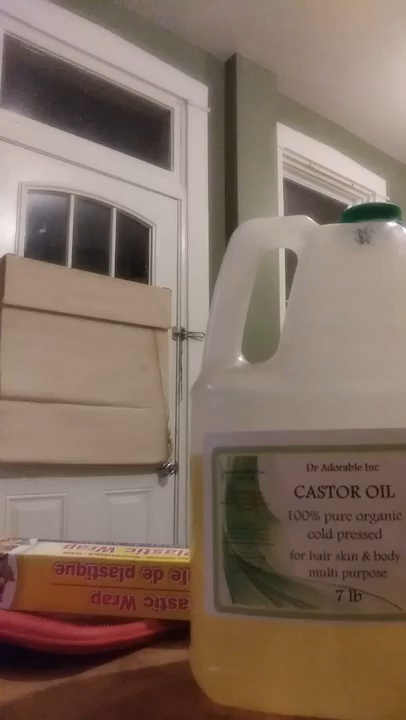 Dr Adorable Inc
CASTOR OIL
100% pure organic
cold pressed
for hair skin & body
multi purpose
7 lb
Plastic Wrap
de plastique
Wrap